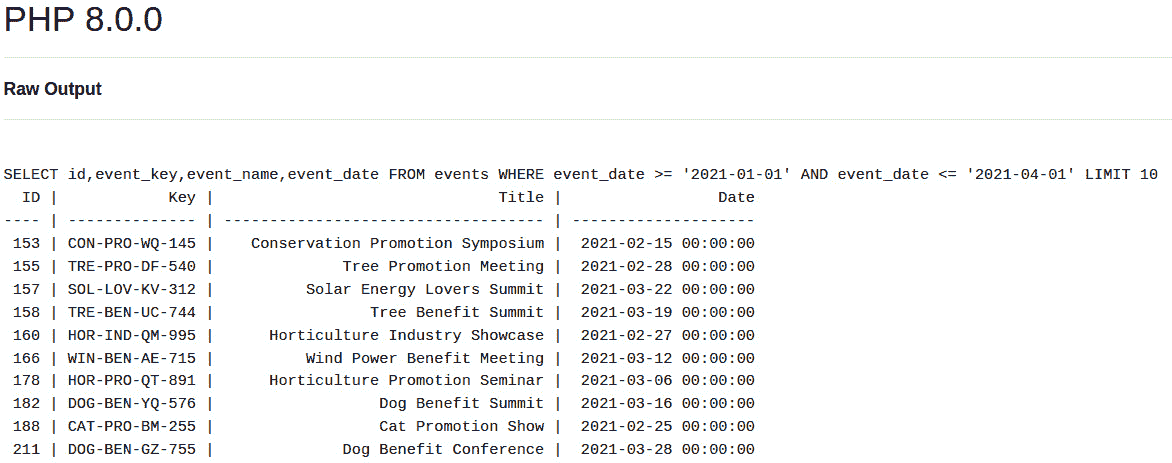 PHP 8.0.0
Raw Output
SELECT id,event_key,event_name,event_date FROM events WHERE event_date >= '2021-01-01' AND event_date <= '2021-04-01' LIMIT 10
  ID |            Key |                              Title |                 Date
---- | -------------- | ----------------------------------- | --------------------
 153 | CON-PRO-WQ-145 |    Conservation Promotion Symposium |  2021-02-15 00:00:00
 155 | TRE-PRO-DF-540 |              Tree Promotion Meeting |  2021-02-28 00:00:00
 157 | SOL-LOV-KV-312 |          Solar Energy Lovers Summit |  2021-03-22 00:00:00
 158 | TRE-BEN-UC-744 |                 Tree Benefit Summit |  2021-03-19 00:00:00
 160 | HOR-IND-QM-995 |      Horticulture Industry Showcase |  2021-02-27 00:00:00
 166 | WIN-BEN-AE-715 |          Wind Power Benefit Meeting |  2021-03-12 00:00:00
 178 | HOR-PRO-QT-891 |      Horticulture Promotion Seminar |  2021-03-06 00:00:00
 182 | DOG-BEN-YQ-576 |                  Dog Benefit Summit |  2021-03-16 00:00:00
 188 | CAT-PRO-BM-255 |                  Cat Promotion Show |  2021-02-25 00:00:00
 211 | DOG-BEN-GZ-755 |              Dog Benefit Conference |  2021-03-28 00:00:00